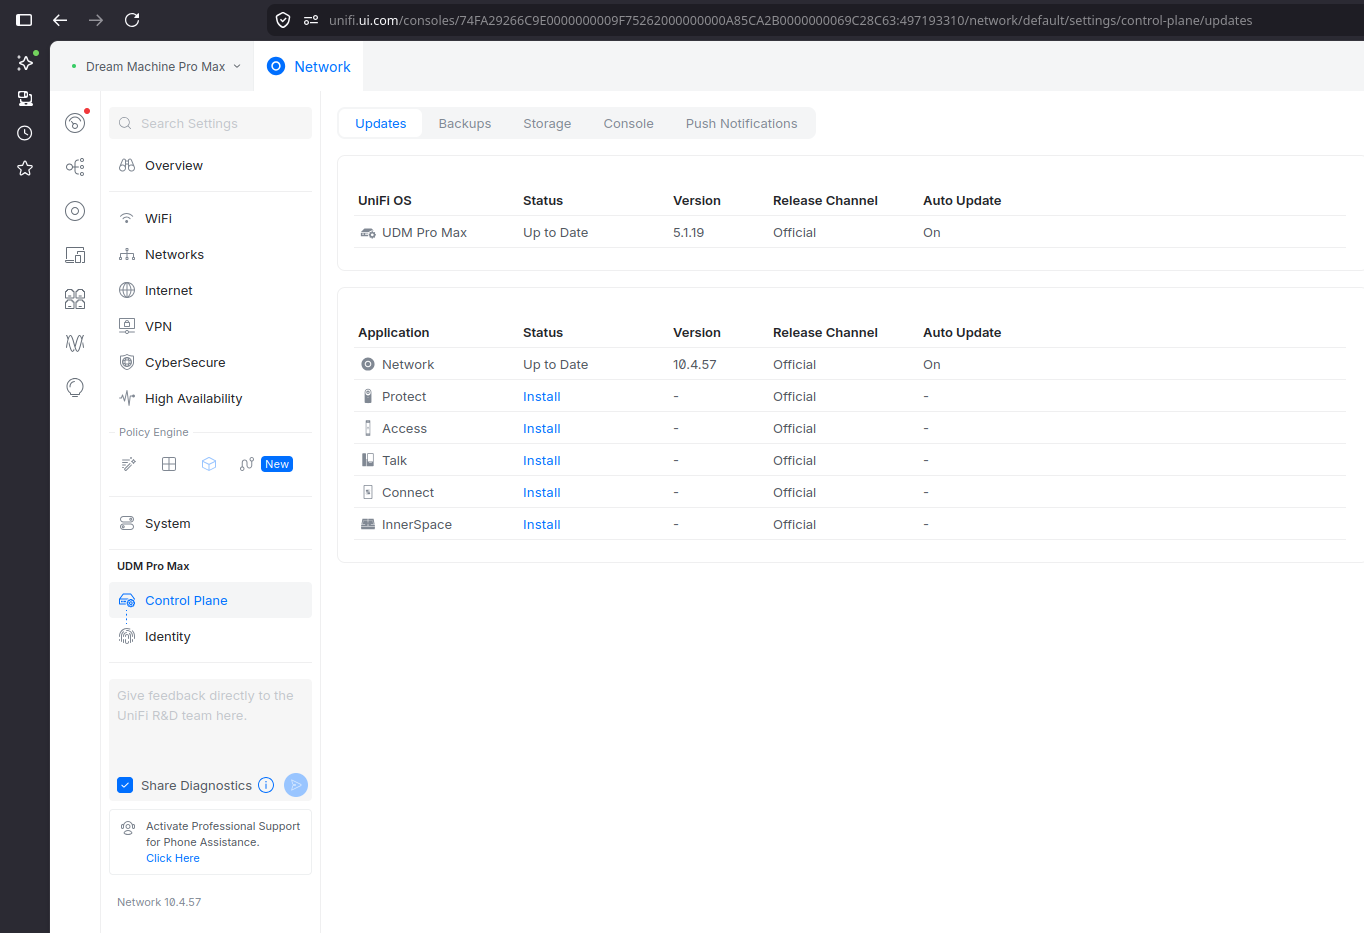 unifi.ui.com/consoles/74FA29266C9E0000000009F75262000000000A85CA2B0000000069C28C63:497193310/network/default/settings/control-plane/updates
Dream Machine Pro Max
Network
Search Settings
Overview
WiFi
Networks
Internet
VPN
CyberSecure
High Availability
Policy Engine
New
System
UDM Pro Max
Control Plane
Identity
Give feedback directly to the
UniFi R&D team here.
Share Diagnostics
Activate Professional Support
for Phone Assistance.
Click Here
Network 10.4.57
Updates Backups Storage Console Push Notifications
UniFi OS Status Version Release Channel Auto Update
UDM Pro Max Up to Date 5.1.19 Official On
Application Status Version Release Channel Auto Update
Network Up to Date 10.4.57 Official On
Protect Install - Official -
Access Install - Official -
Talk Install - Official -
Connect Install - Official -
InnerSpace Install - Official -